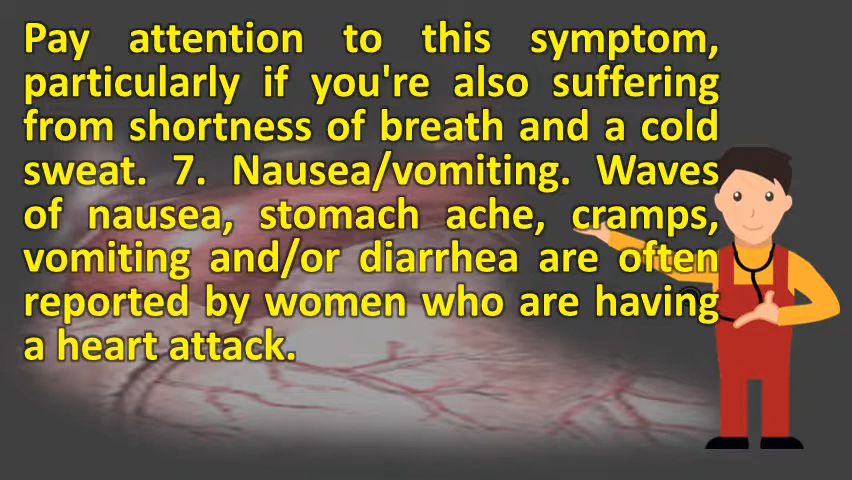 Pay attention to this symptom,
particularly if you're also suffering
from shortness of breath and a cold
sweat. 7. Nausea/vomiting. Waves
of nausea, stomach ache, cramps,
vomiting and/or diarrhea are often
reported by women who are having
a heart attack.